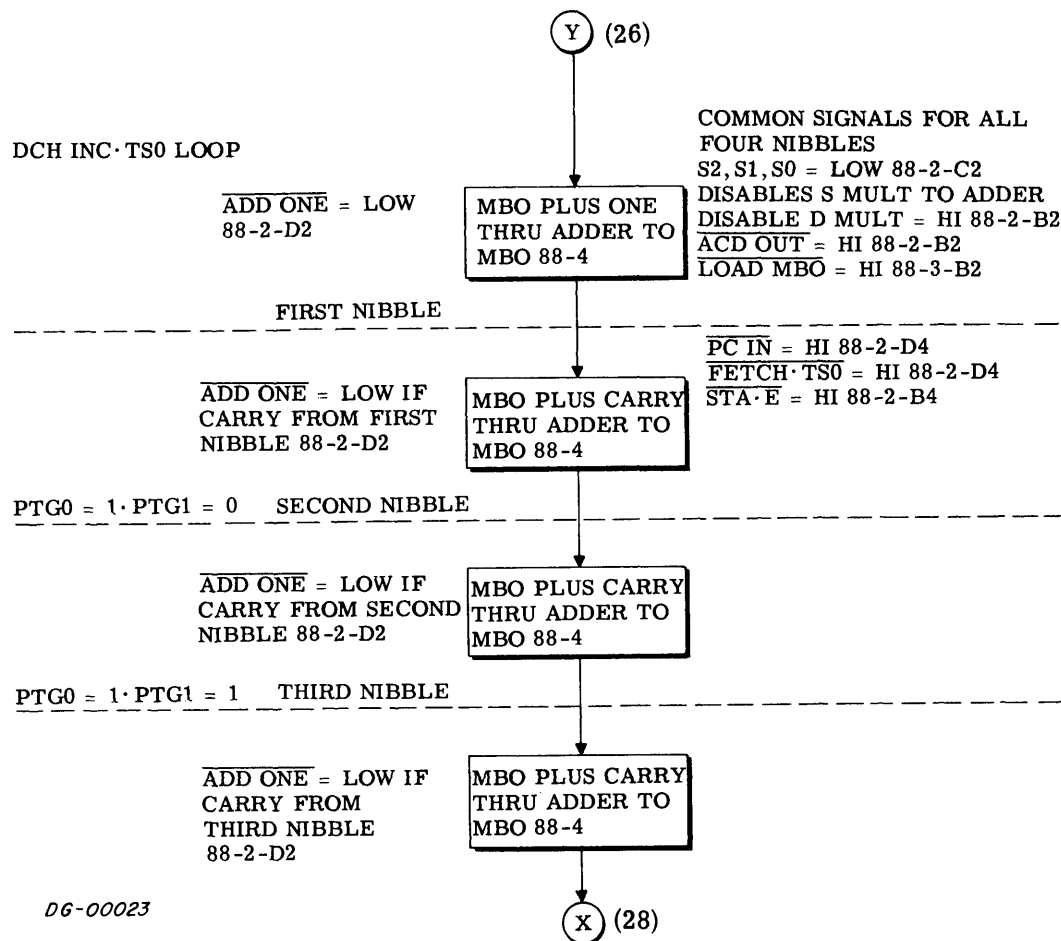 Y (26)
DCH INC·TS0 LOOP
COMMON SIGNALS FOR ALL
FOUR NIBBLES
S2, S1, S0 = LOW 88-2-C2
DISABLES S MULT TO ADDER
DISABLE D MULT = HI 88-2-B2
ACD OUT = HI 88-2-B2
LOAD MBO = HI 88-3-B2
ADD ONE = LOW
88-2-D2
MBO PLUS ONE
THRU ADDER TO
MBO 88-4
FIRST NIBBLE
PC IN = HI 88-2-D4
FETCH·TS0 = HI 88-2-D4
STA·E = HI 88-2-B4
ADD ONE = LOW IF
CARRY FROM FIRST
NIBBLE 88-2-D2
MBO PLUS CARRY
THRU ADDER TO
MBO 88-4
PTG0 = 1·PTG1 = 0 SECOND NIBBLE
ADD ONE = LOW IF
CARRY FROM SECOND
NIBBLE 88-2-D2
MBO PLUS CARRY
THRU ADDER TO
MBO 88-4
PTG0 = 1·PTG1 = 1 THIRD NIBBLE
ADD ONE = LOW IF
CARRY FROM
THIRD NIBBLE
88-2-D2
MBO PLUS CARRY
THRU ADDER TO
MBO 88-4
DG-00023
X (28)